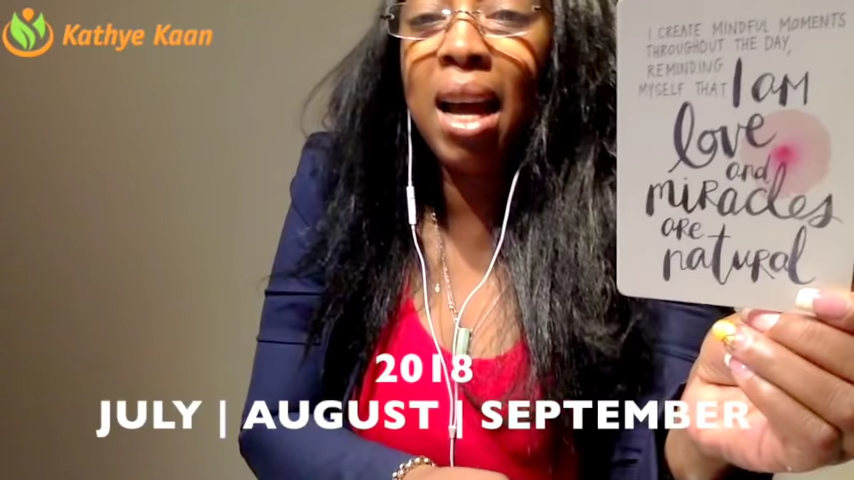 Kathye Kaan
I CREATE MINDFUL MOMENTS
THROUGHOUT THE DAY,
REMINDING
MYSELF THAT I am
love
and
miracles
are
natural
2018
JULY | AUGUST | SEPTEMBER